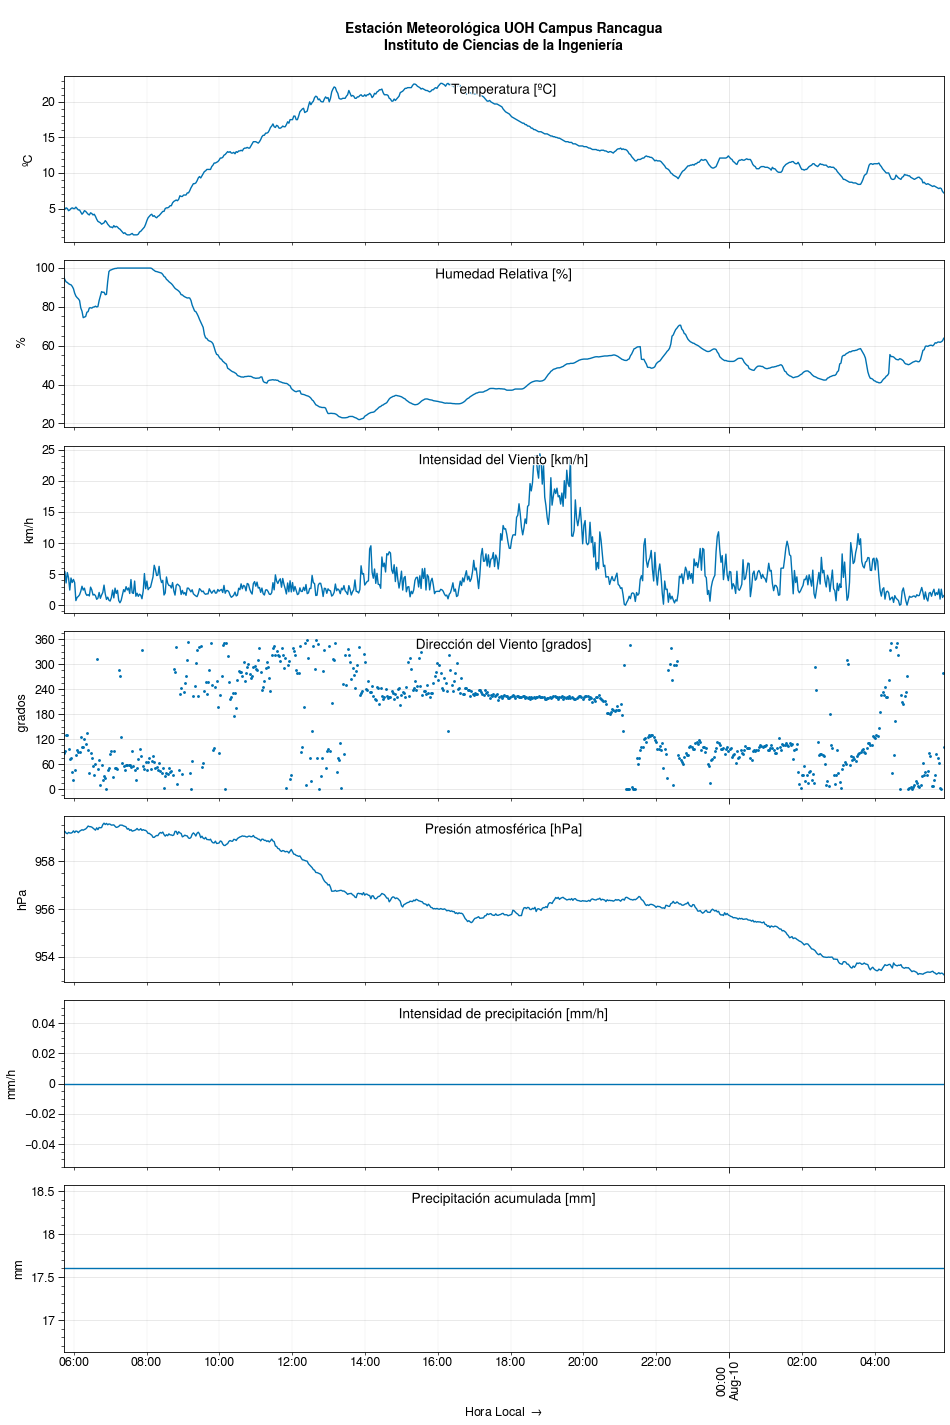 Estación Meteorológica UOH Campus Rancagua
Instituto de Ciencias de la Ingeniería
Temperatura [ºC]
ºC
20
15
10
5
Humedad Relativa [%]
%
100
80
60
40
20
Intensidad del Viento [km/h]
km/h
25
20
15
10
5
0
Dirección del Viento [grados]
grados
360
300
240
180
120
60
0
Presión atmosférica [hPa]
hPa
958
956
954
Intensidad de precipitación [mm/h]
mm/h
0.04
0.02
0
−0.02
−0.04
Precipitación acumulada [mm]
mm
18.5
18
17.5
17
06:00 08:00 10:00 12:00 14:00 16:00 18:00 20:00 22:00 00:00 02:00 04:00
Aug-10
Hora Local →